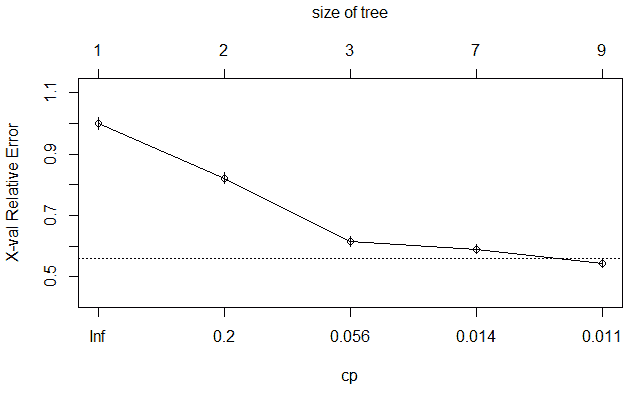 size of tree
1 2 3 7 9
X-val Relative Error
1.1
0.9
0.7
0.5
Inf 0.2 0.056 0.014 0.011
cp